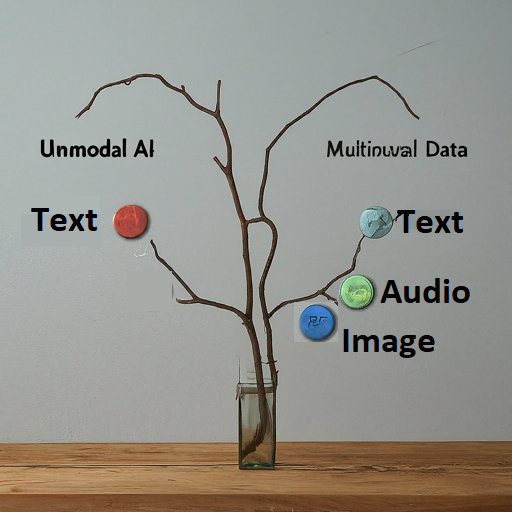 Unmodal AI
Multinuval Data
Text
Text
Audio
Image